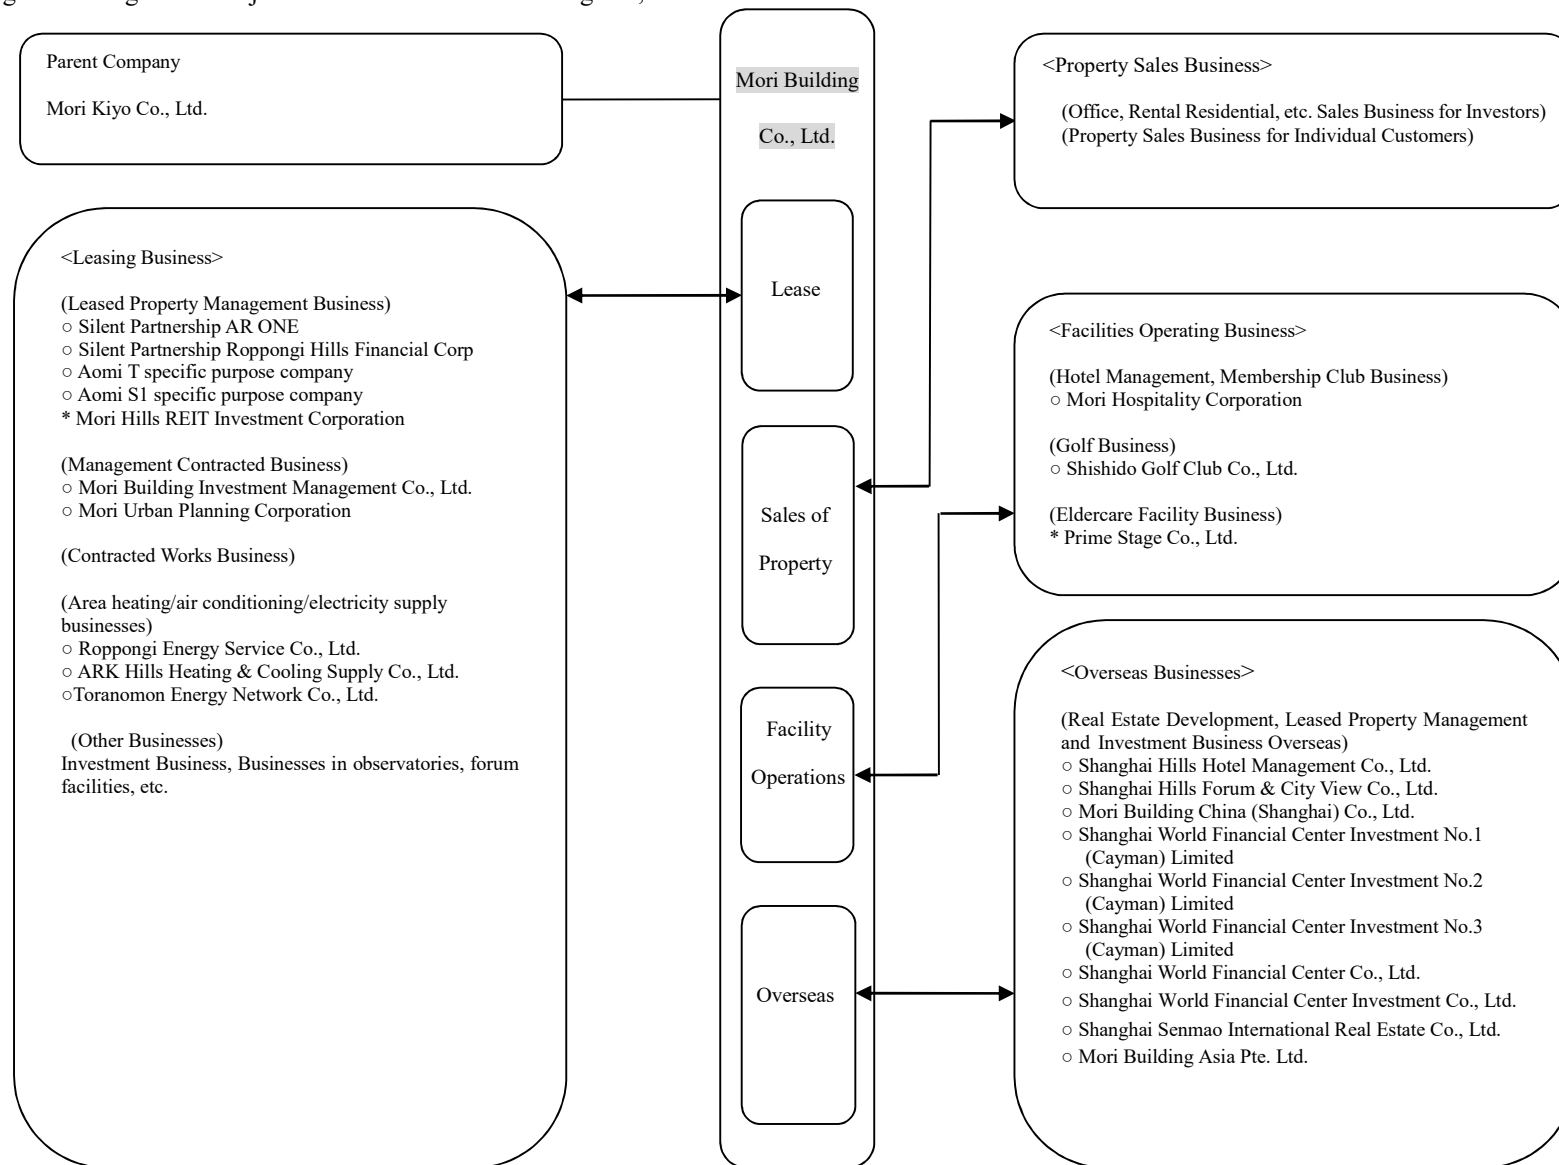 Parent Company
Mori Kiyo Co., Ltd.
<Leasing Business>
(Leased Property Management Business)
○ Silent Partnership AR ONE
○ Silent Partnership Roppongi Hills Financial Corp
○ Aomi T specific purpose company
○ Aomi S1 specific purpose company
* Mori Hills REIT Investment Corporation
(Management Contracted Business)
○ Mori Building Investment Management Co., Ltd.
○ Mori Urban Planning Corporation
(Contracted Works Business)
(Area heating/air conditioning/electricity supply
businesses)
○ Roppongi Energy Service Co., Ltd.
○ ARK Hills Heating & Cooling Supply Co., Ltd.
○Toranomon Energy Network Co., Ltd.
(Other Businesses)
Investment Business, Businesses in observatories, forum
facilities, etc.
Mori Building
Co., Ltd.
Lease
Sales of
Property
Facility
Operations
Overseas
<Property Sales Business>
(Office, Rental Residential, etc. Sales Business for Investors)
(Property Sales Business for Individual Customers)
<Facilities Operating Business>
(Hotel Management, Membership Club Business)
○ Mori Hospitality Corporation
(Golf Business)
○ Shishido Golf Club Co., Ltd.
(Eldercare Facility Business)
* Prime Stage Co., Ltd.
<Overseas Businesses>
(Real Estate Development, Leased Property Management
and Investment Business Overseas)
○ Shanghai Hills Hotel Management Co., Ltd.
○ Shanghai Hills Forum & City View Co., Ltd.
○ Mori Building China (Shanghai) Co., Ltd.
○ Shanghai World Financial Center Investment No.1
(Cayman) Limited
○ Shanghai World Financial Center Investment No.2
(Cayman) Limited
○ Shanghai World Financial Center Investment No.3
(Cayman) Limited
○ Shanghai World Financial Center Co., Ltd.
○ Shanghai World Financial Center Investment Co., Ltd.
○ Shanghai Senmao International Real Estate Co., Ltd.
○ Mori Building Asia Pte. Ltd.